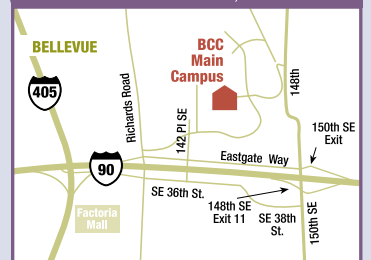 BELLEVUE
BCC
Main
Campus
405
Richards Road
142 Pl SE
148th
150th SE
Exit
Eastgate Way
90
SE 36th St.
148th SE
Exit 11
SE 38th
St.
150th SE
Factoria
Mall